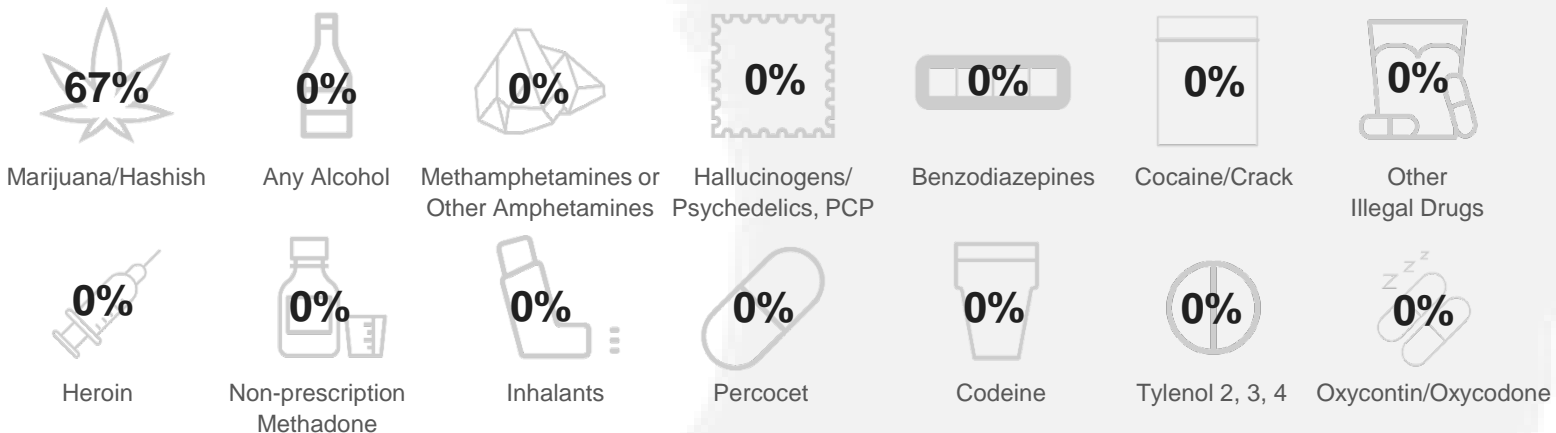 67% 0% 0% 0% 0% 0% 0%
Marijuana/Hashish Any Alcohol Methamphetamines or Hallucinogens/ Benzodiazepines Cocaine/Crack Other
Other Amphetamines Psychedelics, PCP Illegal Drugs
z z z
0% 0% 0% 0% 0% 0% 0%
Heroin Non-prescription Inhalants Percocet Codeine Tylenol 2, 3, 4 Oxycontin/Oxycodone
Methadone